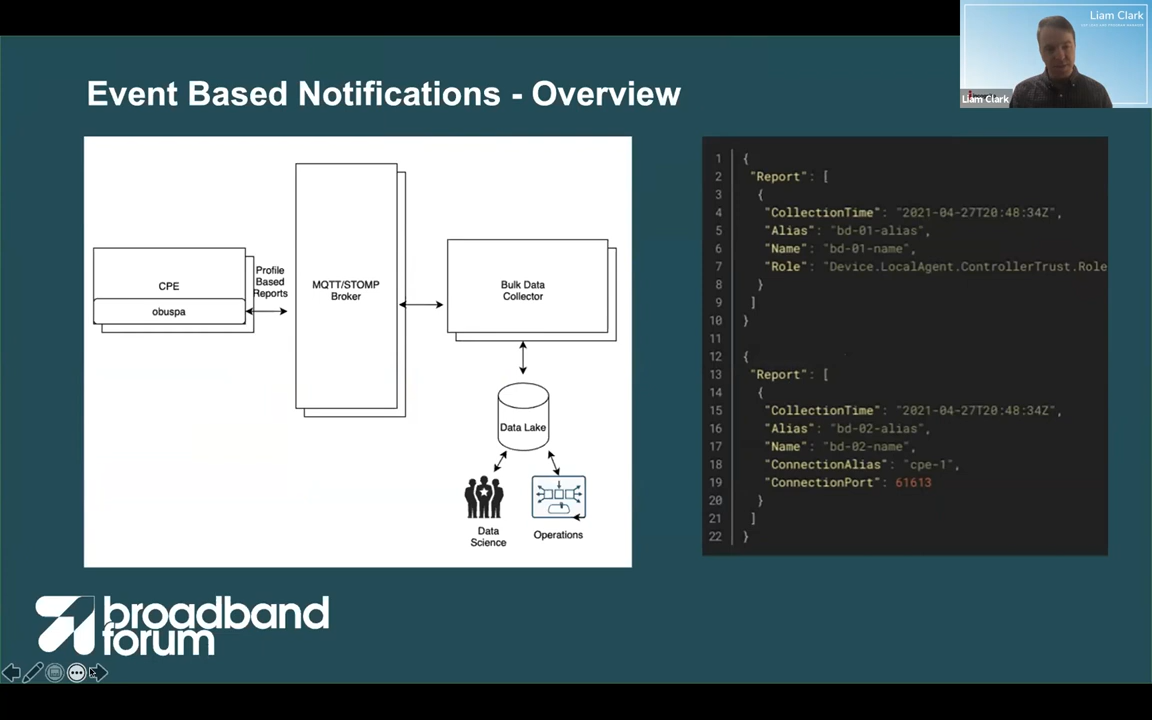 Liam Clark
Liam Clark
Event Based Notifications - Overview
CPE
obuspa
Profile
Based
Reports
MQTT/STOMP
Broker
Bulk Data
Collector
Data Lake
Data
Science
Operations
1 {
2 "Report": [
3 {
4 "CollectionTime": "2021-04-27T20:48:34Z",
5 "Alias": "bd-01-alias",
6 "Name": "bd-01-name",
7 "Role": "Device.LocalAgent.ControllerTrust.Role
8 }
9 ]
10 }
11
12 {
13 "Report": [
14 {
15 "CollectionTime": "2021-04-27T20:48:34Z",
16 "Alias": "bd-02-alias",
17 "Name": "bd-02-name",
18 "ConnectionAlias": "cpe-1",
19 "ConnectionPort": 61613
20 }
21 ]
22 }
broadband
forum